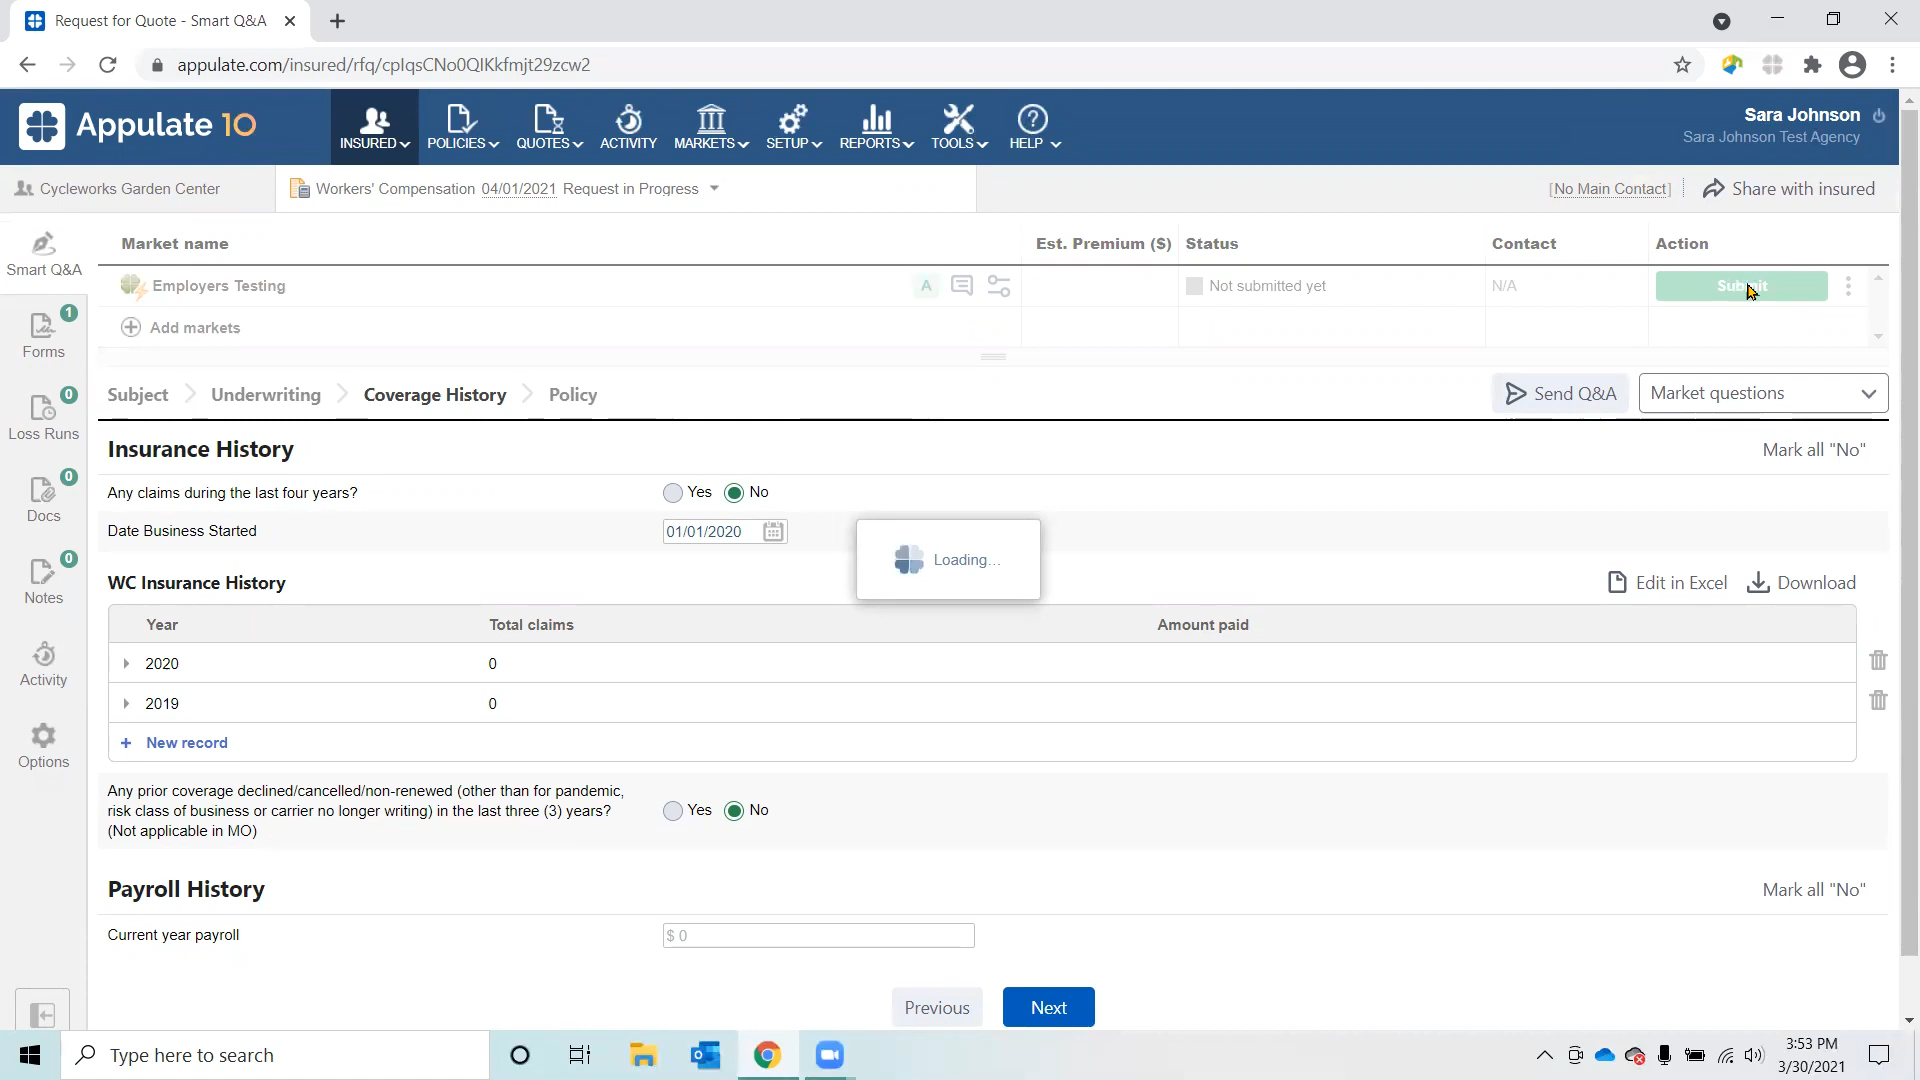 Request for Quote - Smart Q&A
appulate.com/insured/rfq/cplqsCNo0QIKkfmjt29zcw2
Appulate 10
INSURED
POLICIES
QUOTES
ACTIVITY
MARKETS
SETUP
REPORTS
TOOLS
HELP
Sara Johnson
Sara Johnson Test Agency
Cycleworks Garden Center
Workers' Compensation 04/01/2021 Request in Progress
[No Main Contact]
Share with insured
Smart Q&A
Forms 1
Loss Runs 0
Docs 0
Notes 0
Activity
Options
Market name Est. Premium ($) Status Contact Action
Employers Testing A Not submitted yet N/A Submit
Add markets
Subject Underwriting Coverage History Policy
Send Q&A
Market questions
Insurance History Mark all "No"
Any claims during the last four years? Yes No
Date Business Started 01/01/2020
Loading...
WC Insurance History Edit in Excel Download
Year Total claims Amount paid
2020 0
2019 0
+ New record
Any prior coverage declined/cancelled/non-renewed (other than for pandemic,
risk class of business or carrier no longer writing) in the last three (3) years? Yes No
(Not applicable in MO)
Payroll History Mark all "No"
Current year payroll $ 0
Previous Next
Type here to search
3:53 PM
3/30/2021